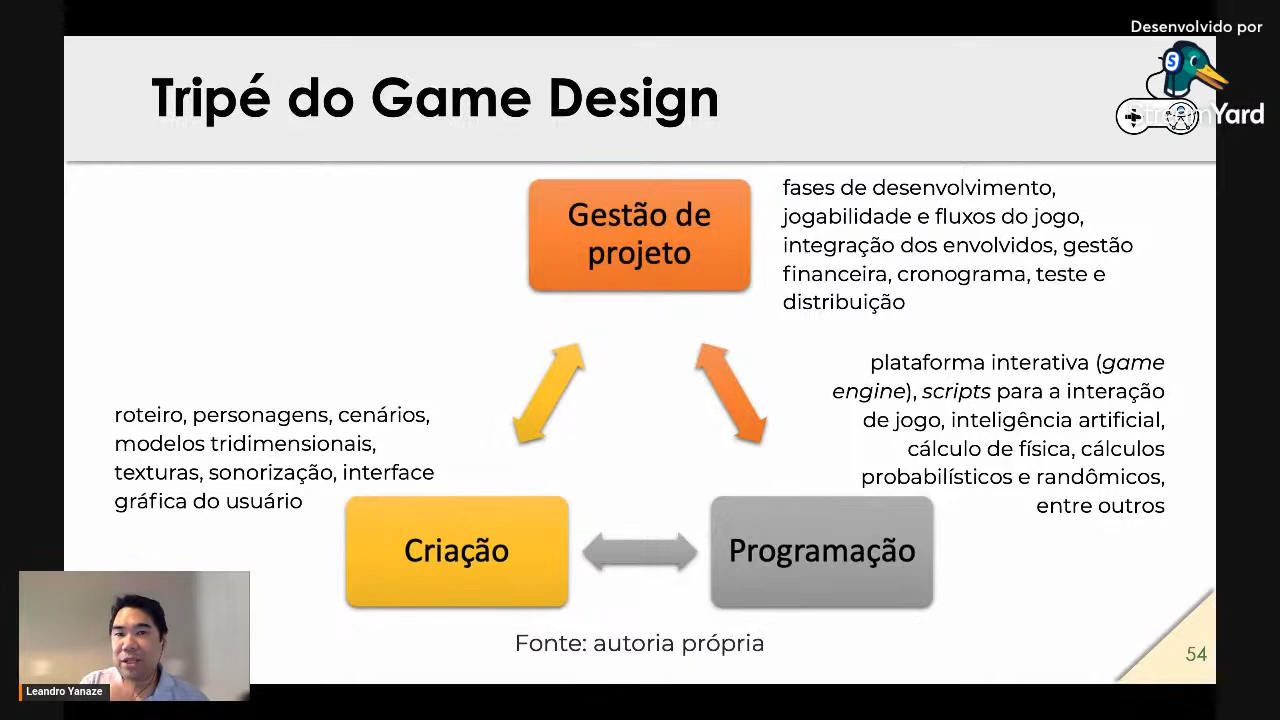 Desenvolvido por
StreamYard
Tripé do Game Design
Gestão de
projeto
fases de desenvolvimento,
jogabilidade e fluxos do jogo,
integração dos envolvidos, gestão
financeira, cronograma, teste e
distribuição
plataforma interativa (game
engine), scripts para a interação
de jogo, inteligência artificial,
cálculo de física, cálculos
probabilísticos e randômicos,
entre outros
roteiro, personagens, cenários,
modelos tridimensionais,
texturas, sonorização, interface
gráfica do usuário
Criação
Programação
Fonte: autoria própria
54
Leandro Yanaze